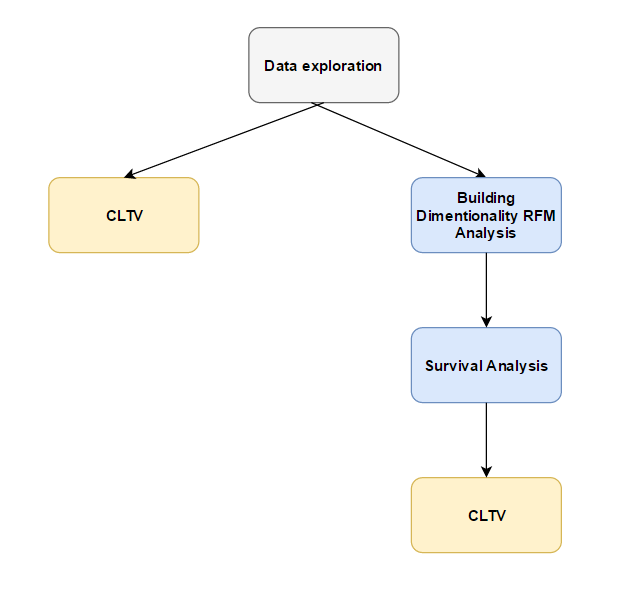 Data exploration
CLTV
Building
Dimentionality RFM
Analysis
Survival Analysis
CLTV